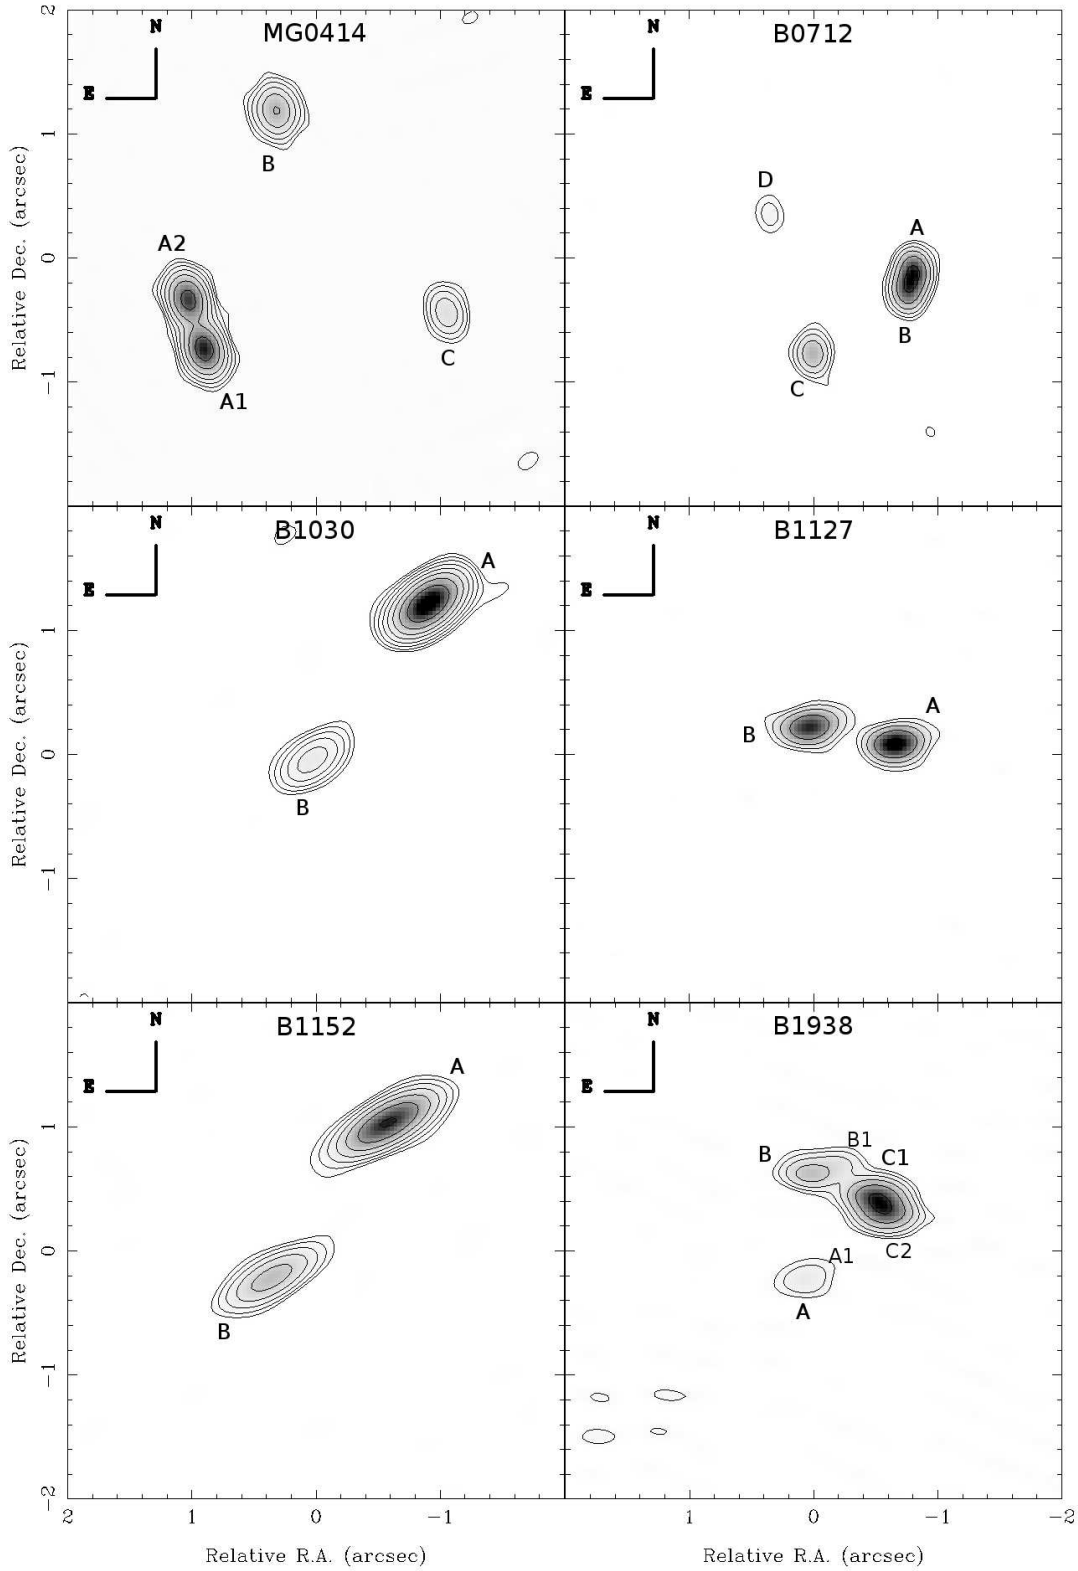 2
MG0414
B0712
N
N
E
E
B
1
D
A2
A
0
B
C
C
A1
−1
Relative Dec. (arcsec)
B1030
B1127
N
N
E
E
A
1
A
B
0
B
−1
Relative Dec. (arcsec)
B1152
B1938
N
N
E
E
A
1
B
B1
C1
0
C2
A1
A
B
−1
−2
Relative Dec. (arcsec)
2
1
0
−1
1
0
−1
−2
Relative R.A. (arcsec)
Relative R.A. (arcsec)